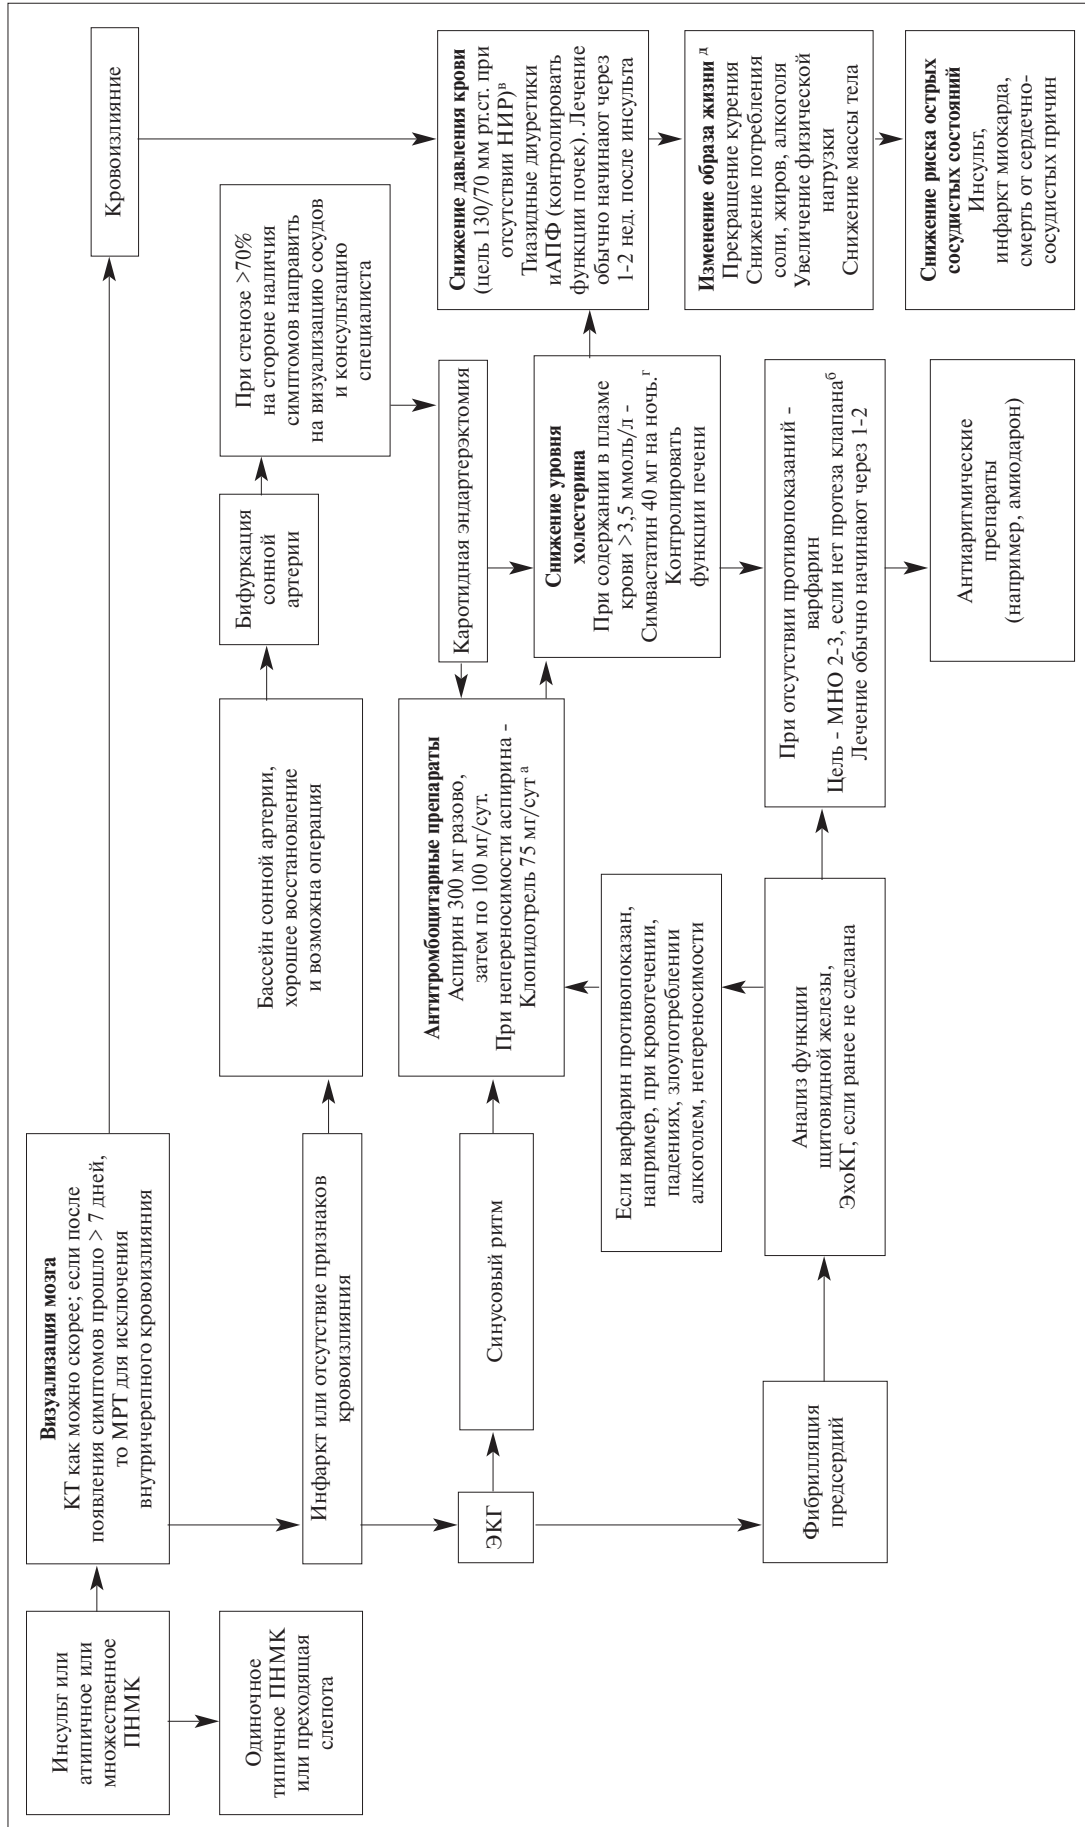 Инсульт или
атипичное или
множественное
ПНМК
Одиночное
типичное ПНМК
или преходящая
слепота
Визуализация мозга
КТ как можно скорее; если после
появления симптомов прошло > 7 дней,
то МРТ для исключения
внутричерепного кровоизлияния
Кровоизлияние
Инфаркт или отсутствие признаков
кровоизлияния
Бассейн сонной артерии,
хорошее восстановление
и возможна операция
Бифуркация
сонной
артерии
При стенозе >70%
на стороне наличия
симптомов направить
на визуализацию сосудов
и консультацию
специалиста
Каротидная эндартерэктомия
ЭКГ
Синусовый ритм
Антитромбоцитарные препараты
Аспирин 300 мг разово,
затем по 100 мг/сут.
При непереносимости аспирина -
Клопидогрель 75 мг/сут а
Снижение уровня
холестерина
При содержании в плазме
крови >3,5 ммоль/л -
Симвастатин 40 мг на ночь.г
Контролировать
функции печени
Снижение давления крови
(цель 130/70 мм рт.ст. при
отсутствии НИР)в
Тиазидные диуретики
иАПФ (контролировать
функции почек). Лечение
обычно начинают через
1-2 нед. после инсульта
Изменение образа жизни д
Прекращение курения
Снижение потребления
соли, жиров, алкоголя
Увеличение физической
нагрузки
Снижение массы тела
Снижение риска острых
сосудистых состояний
Инсульт,
инфаркт миокарда,
смерть от сердечно-
сосудистых причин
Фибрилляция
предсердий
Анализ функции
щитовидной железы,
ЭхоКГ, если ранее не сделана
Если варфарин противопоказан,
например, при кровотечении,
падениях, злоупотреблении
алкоголем, непереносимости
При отсутствии противопоказаний -
варфарин
Цель - МНО 2-3, если нет протеза клапанаб
Лечение обычно начинают через 1-2
Антиаритмические
препараты
(например, амиодарон)